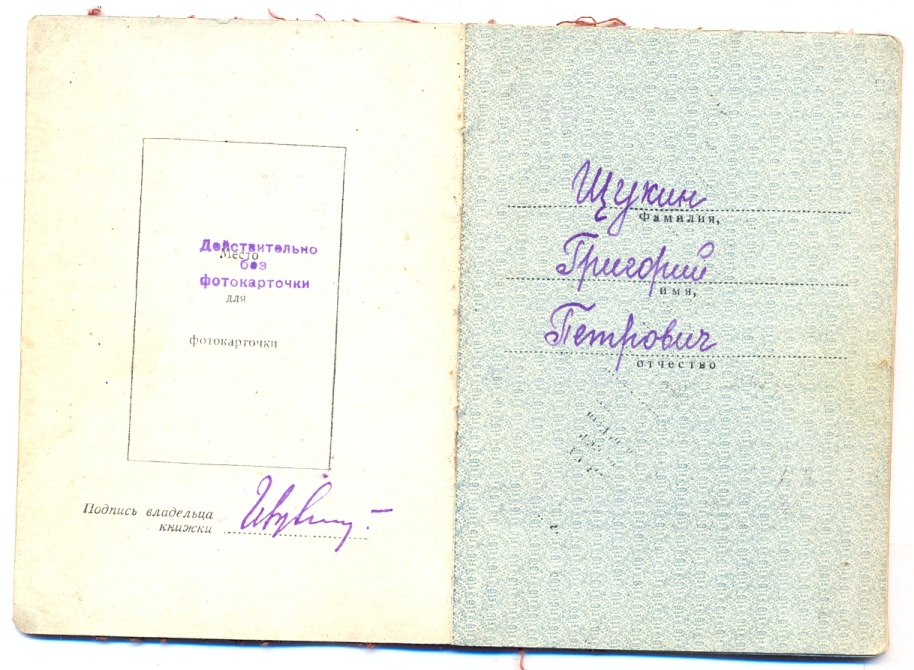 Действительно
Место
без
фотокарточки
для
фотокарточки
Подпись владельца
книжки
Щукин
Фамилия,
Григорий
имя,
Петрович
отчество